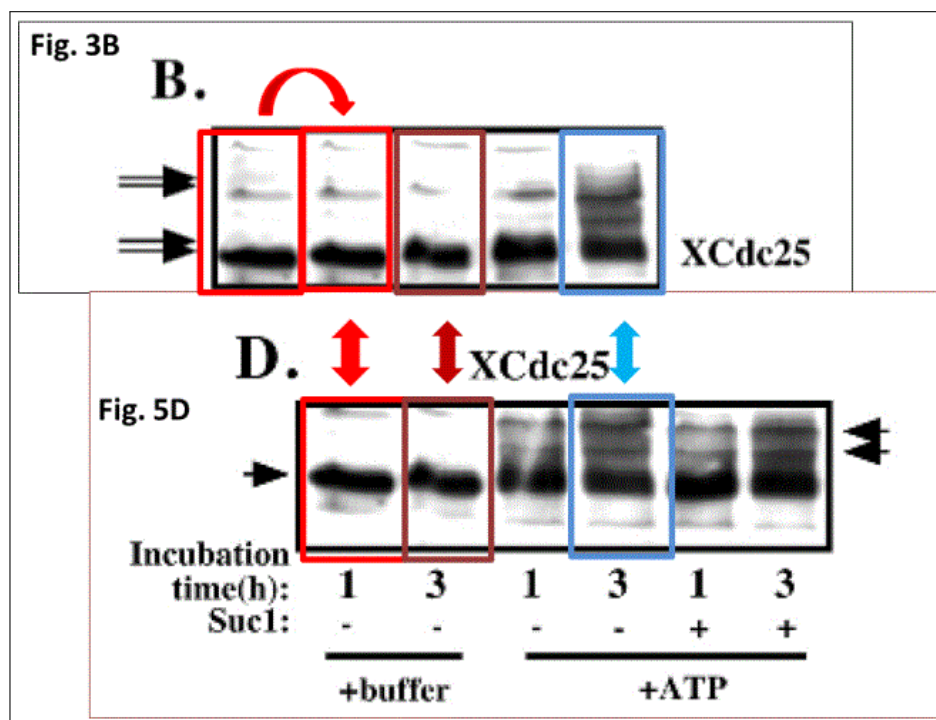 Fig. 3B
B.
XCdc25
D.
XCdc25
Fig. 5D
Incubation
time(h): 1 3 1 3 1 3
Suc1: - - - - + +
+buffer +ATP